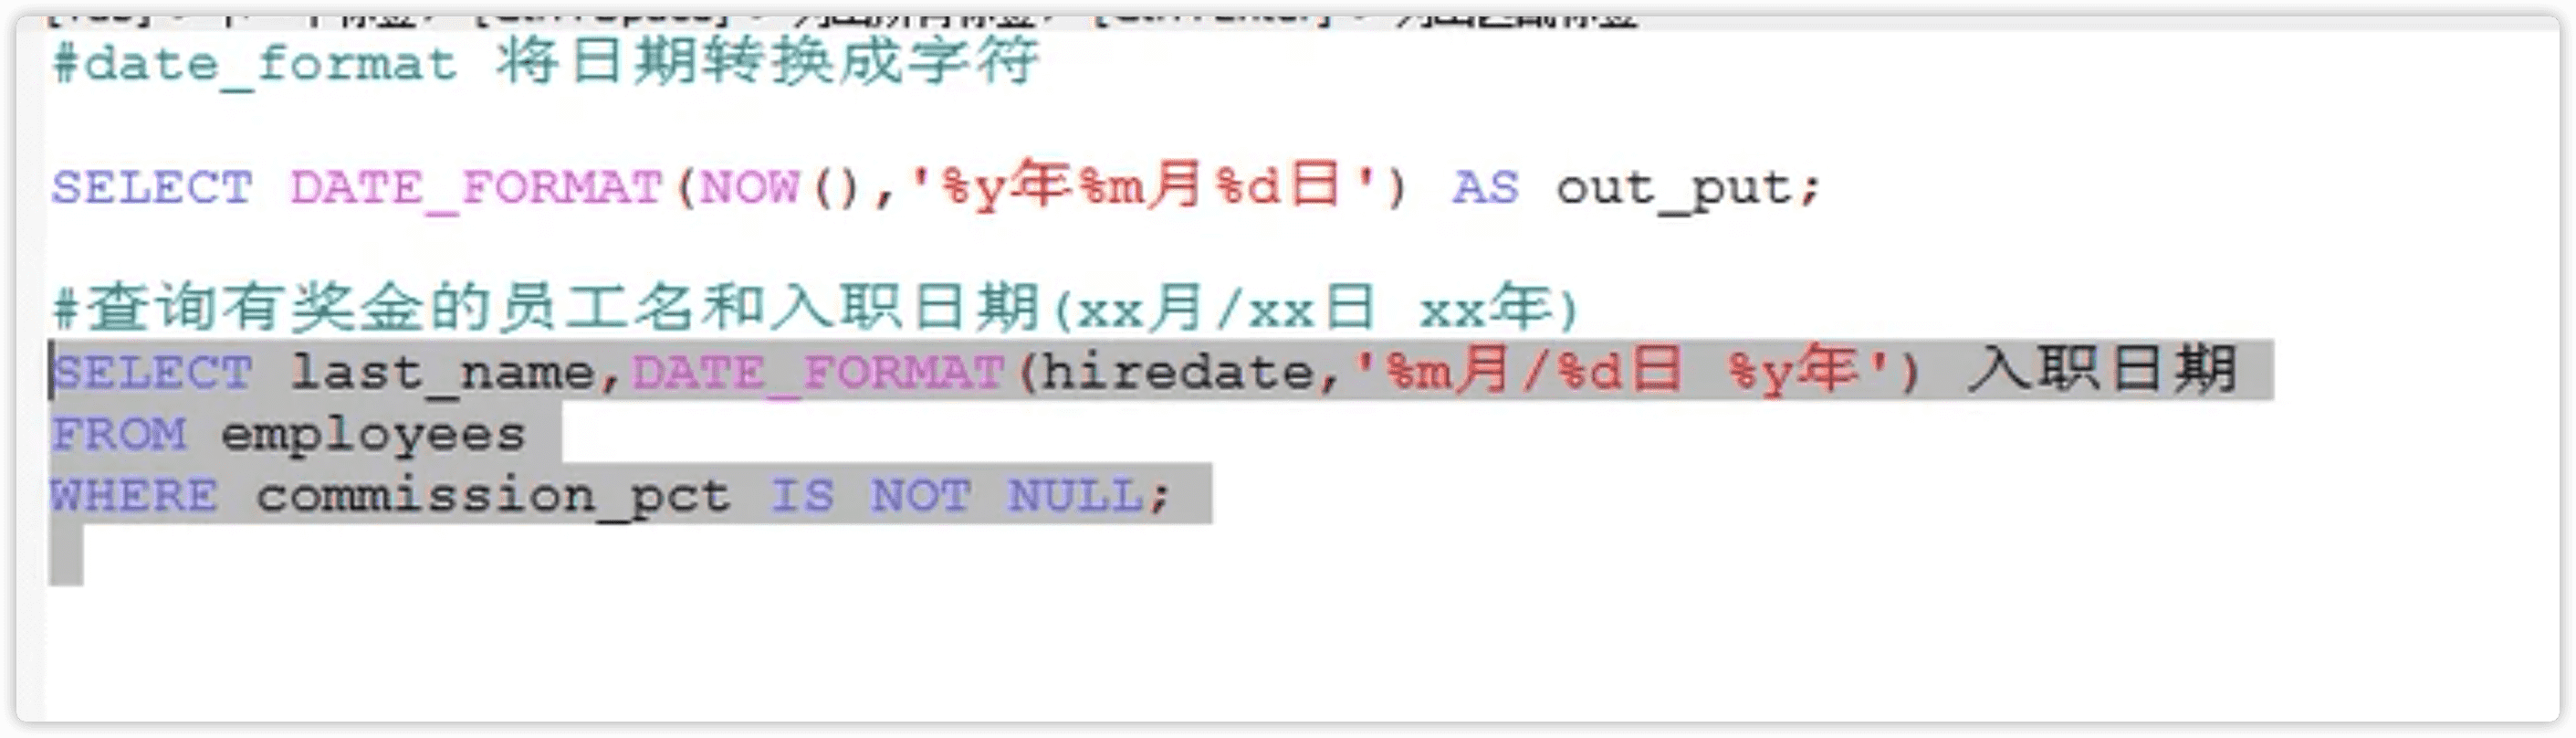 #date_format 将日期转换成字符
SELECT DATE_FORMAT(NOW(),'%y年%m月%d日') AS out_put;
#查询有奖金的员工名和入职日期(xx月/xx日 xx年)
SELECT last_name,DATE_FORMAT(hiredate,'%m月/%d日 %y年') 入职日期
FROM employees
WHERE commission_pct IS NOT NULL;